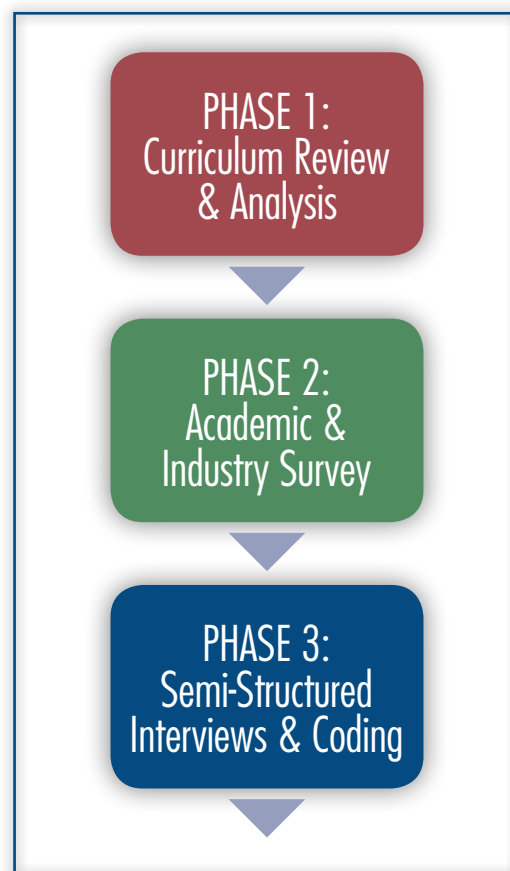 PHASE 1:
Curriculum Review
& Analysis
PHASE 2:
Academic &
Industry Survey
PHASE 3:
Semi-Structured
Interviews & Coding